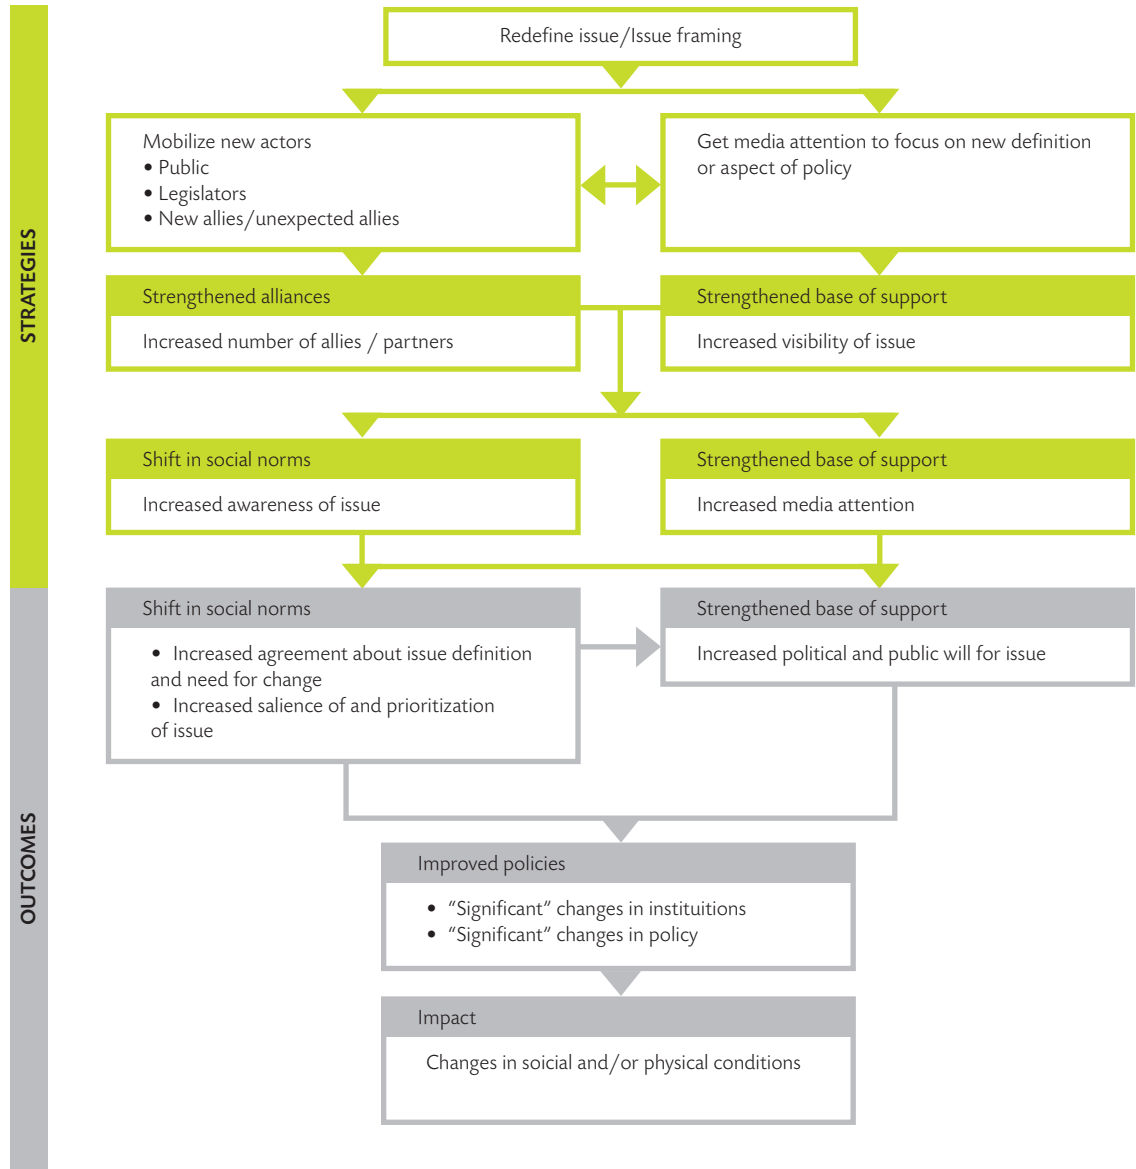 Redefine issue/Issue framing
Mobilize new actors
• Public
• Legislators
• New allies/unexpected allies
Get media attention to focus on new definition
or aspect of policy
STRATEGIES
Strengthened alliances
Increased number of allies / partners
Strengthened base of support
Increased visibility of issue
Shift in social norms
Increased awareness of issue
Strengthened base of support
Increased media attention
OUTCOMES
Shift in social norms
• Increased agreement about issue definition
and need for change
• Increased salience of and prioritization
of issue
Strengthened base of support
Increased political and public will for issue
Improved policies
• “Significant” changes in instituitions
• “Significant” changes in policy
Impact
Changes in soicial and/or physical conditions